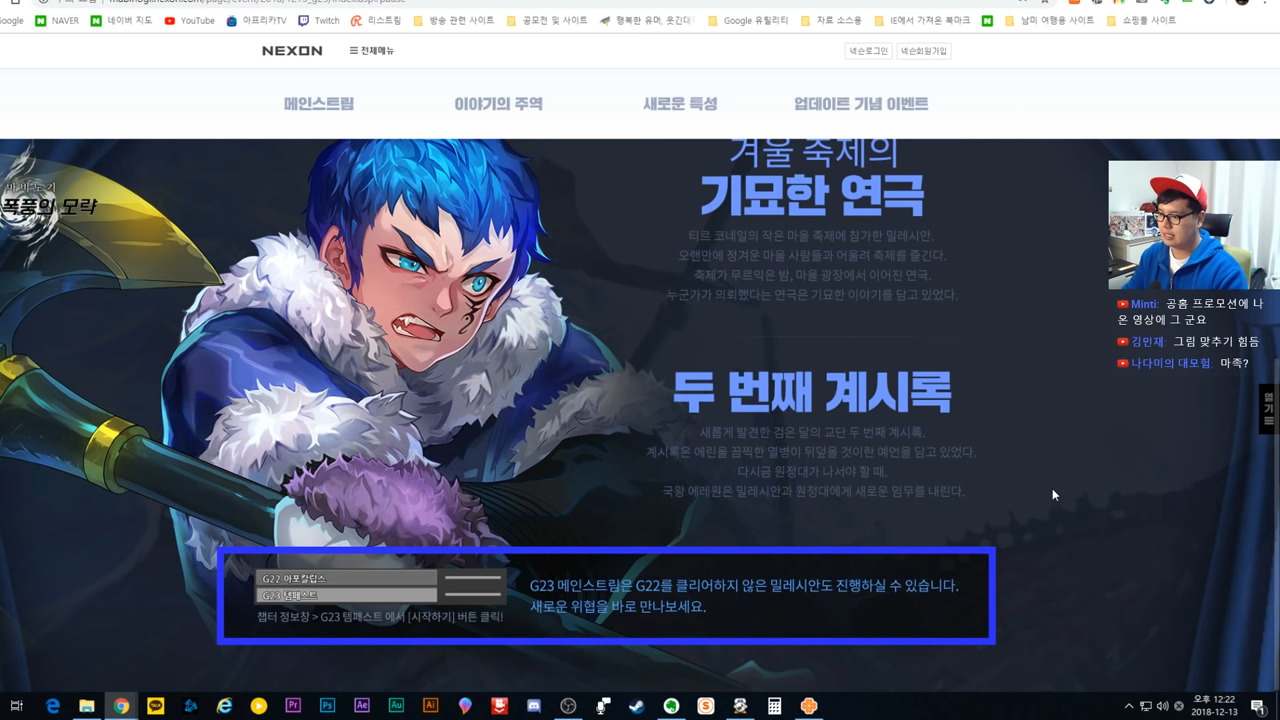 Google NAVER 네이버 지도 YouTube 아프리카TV Twitch 리스트림 방송 관련 사이트 공모전 및 사이트 행복한 유머, 웃긴대 Google 유틸리티 자료 소스용 IE에서 가져온 북마크 남미 여행용 사이트 쇼핑몰 사이트
NEXON 전체메뉴 넥슨로그인 넥슨회원가입
메인스트림 이야기의 주역 새로운 특성 업데이트 기념 이벤트
마비노기
폭풍의 모략
겨울 축제의
기묘한 연극
티르 코네일의 작은 마을 축제에 참가한 밀레시안.
오랜만에 정겨운 마을 사람들과 어울려 축제를 즐긴다.
축제가 무르익은 밤, 마을 광장에서 이어진 연극.
누군가가 의뢰했다는 연극은 기묘한 이야기를 담고 있었다.
Minti: 공홈 프로모션에 나
온 영상에 그 군요
김민재: 그림 맞추기 힘듬
나다미의 대모험: 마족?
열기
두 번째 계시록
새롭게 발견한 검은 달의 교단 두 번째 계시록.
계시록은 에린을 끔찍한 열병이 뒤덮을 것이란 예언을 담고 있었다.
다시금 원정대가 나서야 할 때.
국왕 에레원은 밀레시안과 원정대에게 새로운 임무를 내린다.
G22 아포칼립스
G23 템페스트
챕터 정보창 > G23 템페스트 에서 [시작하기] 버튼 클릭!
G23 메인스트림은 G22를 클리어하지 않은 밀레시안도 진행하실 수 있습니다.
새로운 위협을 바로 만나보세요.
오후 12:22
2018-12-13